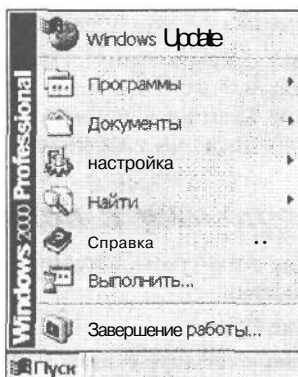 Windows Update
Программы
Документы
настройка
Найти
Справка
Выполнить...
Завершение работы...
Windows 2000 Professional
Пуск